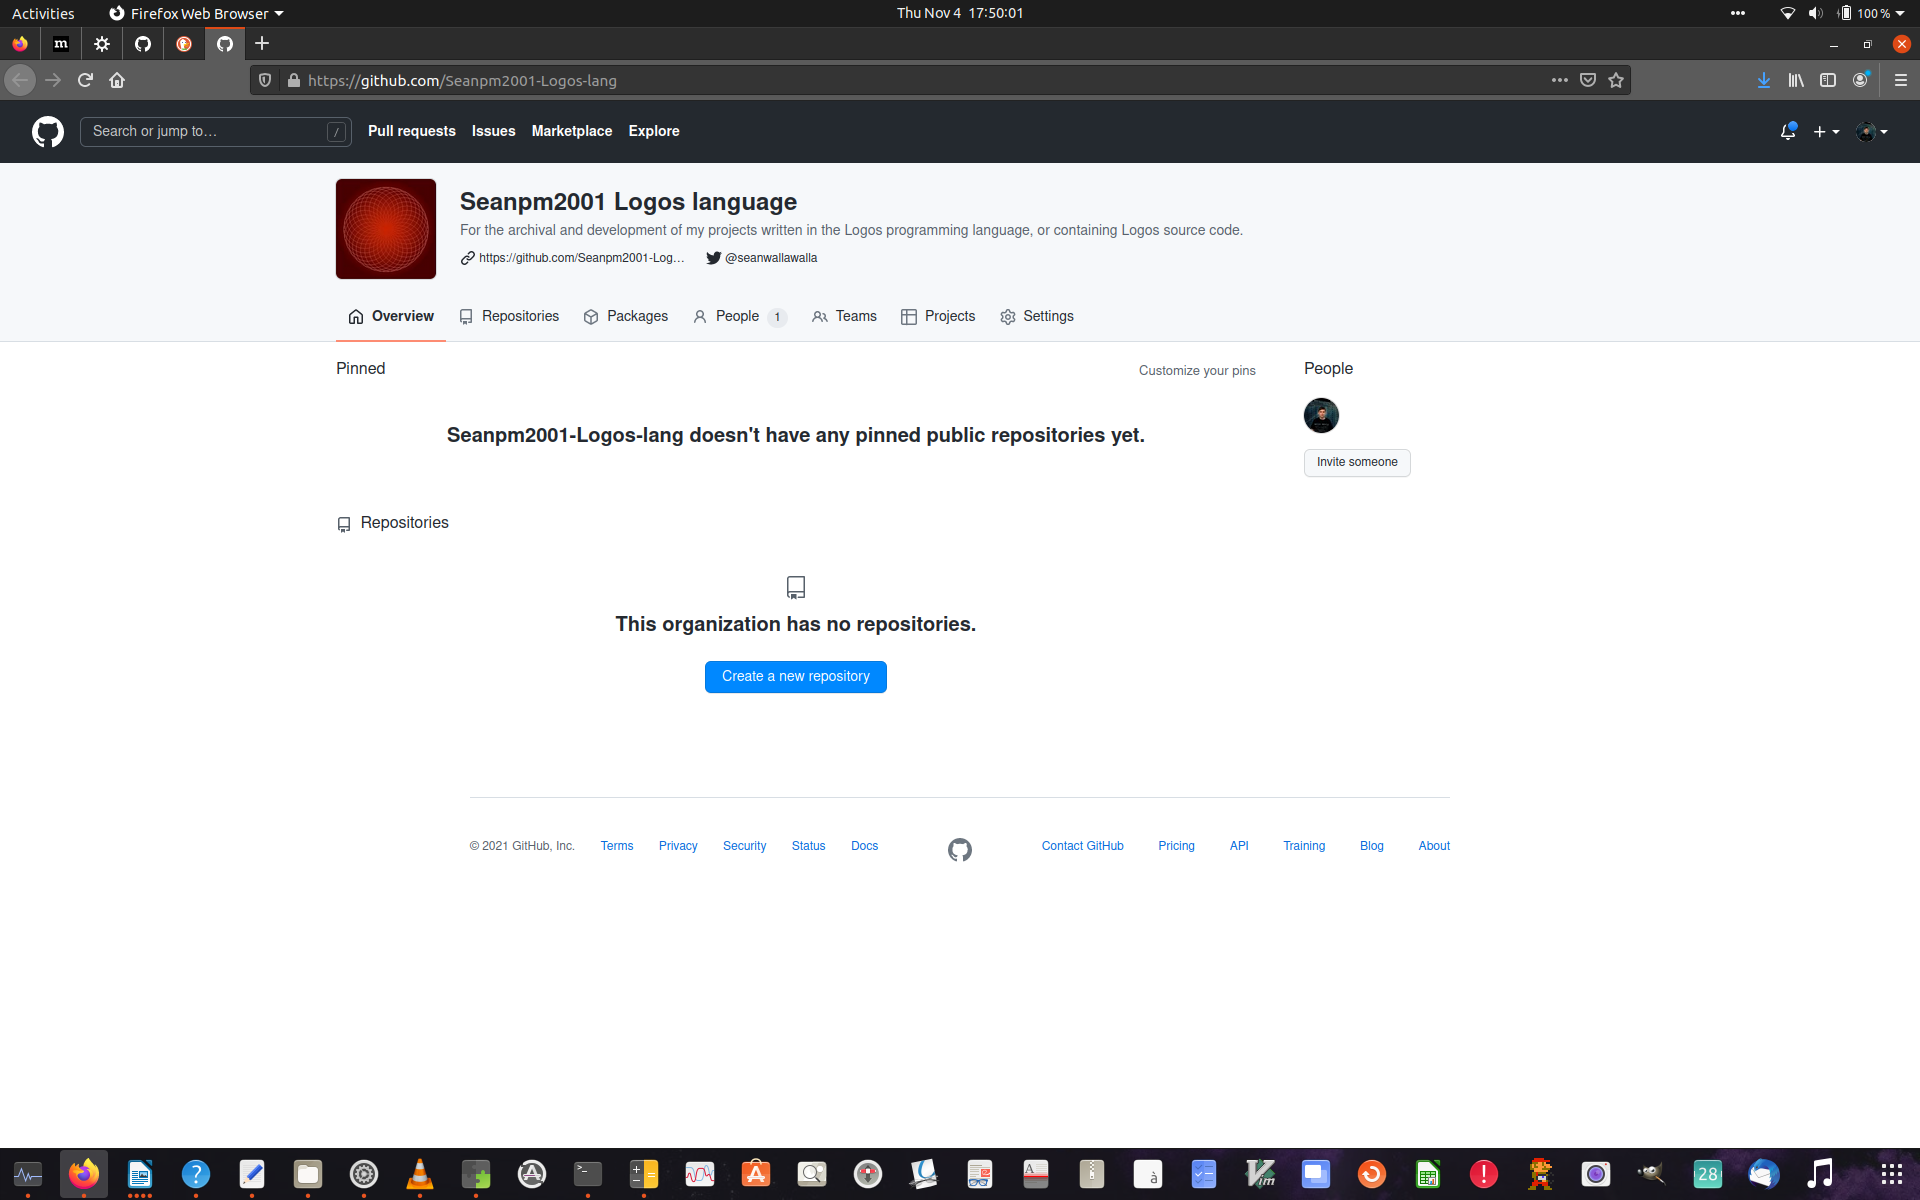 Activities
Firefox Web Browser
Thu Nov 4  17:50:01
100 %
m
https://github.com/Seanpm2001-Logos-lang
Search or jump to…
/
Pull requests
Issues
Marketplace
Explore
Seanpm2001 Logos language
For the archival and development of my projects written in the Logos programming language, or containing Logos source code.
https://github.com/Seanpm2001-Log…
@seanwallawalla
Overview
Repositories
Packages
People 1
Teams
Projects
Settings
Pinned
Customize your pins
People
Seanpm2001-Logos-lang doesn't have any pinned public repositories yet.
Invite someone
Repositories
This organization has no repositories.
Create a new repository
© 2021 GitHub, Inc.
Terms
Privacy
Security
Status
Docs
Contact GitHub
Pricing
API
Training
Blog
About
?
>_
A
à
Vim
!
28